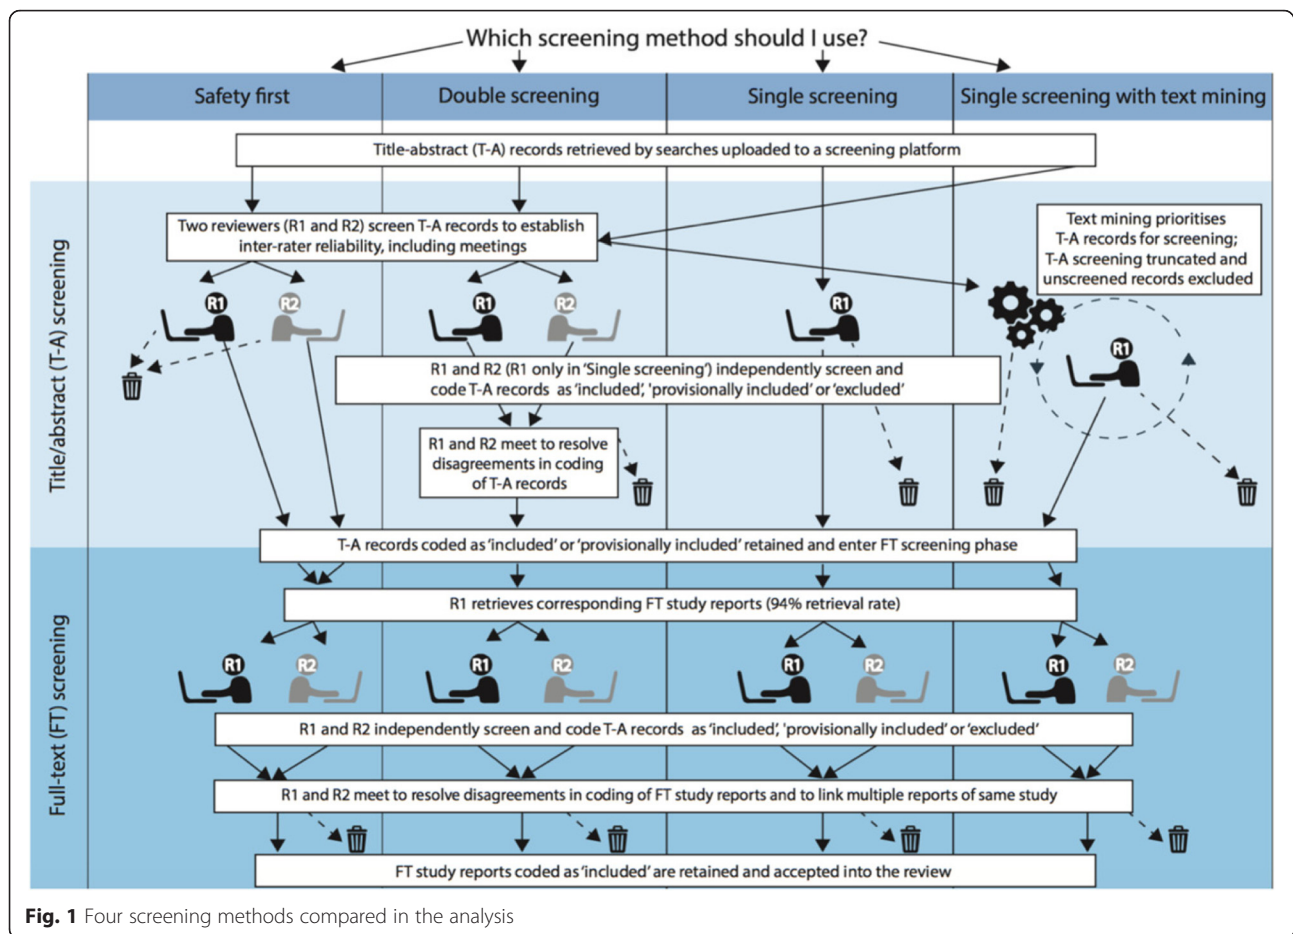 Which screening method should I use?
Safety first
Double screening
Single screening
Single screening with text mining
Title-abstract (T-A) records retrieved by searches uploaded to a screening platform
Title/abstract (T-A) screening
Two reviewers (R1 and R2) screen T-A records to establish
inter-rater reliability, including meetings
Text mining prioritises
T-A records for screening;
T-A screening truncated and
unscreened records excluded
R1
R2
R1
R2
R1
R1
R1 and R2 (R1 only in 'Single screening') independently screen and
code T-A records as 'included', 'provisionally included' or 'excluded'
R1 and R2 meet to resolve
disagreements in coding
of T-A records
T-A records coded as 'included' or 'provisionally included' retained and enter FT screening phase
Full-text (FT) screening
R1 retrieves corresponding FT study reports (94% retrieval rate)
R1
R2
R1
R2
R1
R2
R1
R2
R1 and R2 independently screen and code T-A records as 'included', 'provisionally included' or 'excluded'
R1 and R2 meet to resolve disagreements in coding of FT study reports and to link multiple reports of same study
FT study reports coded as 'included' are retained and accepted into the review
Fig. 1 Four screening methods compared in the analysis